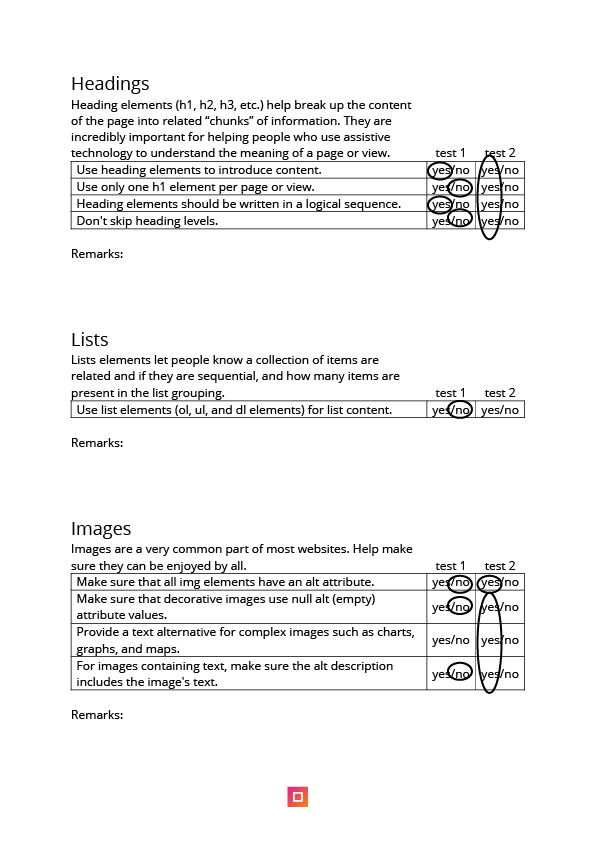 Headings
Heading elements (h1, h2, h3, etc.) help break up the content
of the page into related “chunks” of information. They are
incredibly important for helping people who use assistive
technology to understand the meaning of a page or view. test 1 test 2
Use heading elements to introduce content. yes/no yes/no
Use only one h1 element per page or view. yes/no yes/no
Heading elements should be written in a logical sequence. yes/no yes/no
Don't skip heading levels. yes/no yes/no
Remarks:
Lists
Lists elements let people know a collection of items are
related and if they are sequential, and how many items are
present in the list grouping. test 1 test 2
Use list elements (ol, ul, and dl elements) for list content. yes/no yes/no
Remarks:
Images
Images are a very common part of most websites. Help make
sure they can be enjoyed by all. test 1 test 2
Make sure that all img elements have an alt attribute. yes/no yes/no
Make sure that decorative images use null alt (empty)
attribute values. yes/no yes/no
Provide a text alternative for complex images such as charts,
graphs, and maps. yes/no yes/no
For images containing text, make sure the alt description
includes the image's text. yes/no yes/no
Remarks: